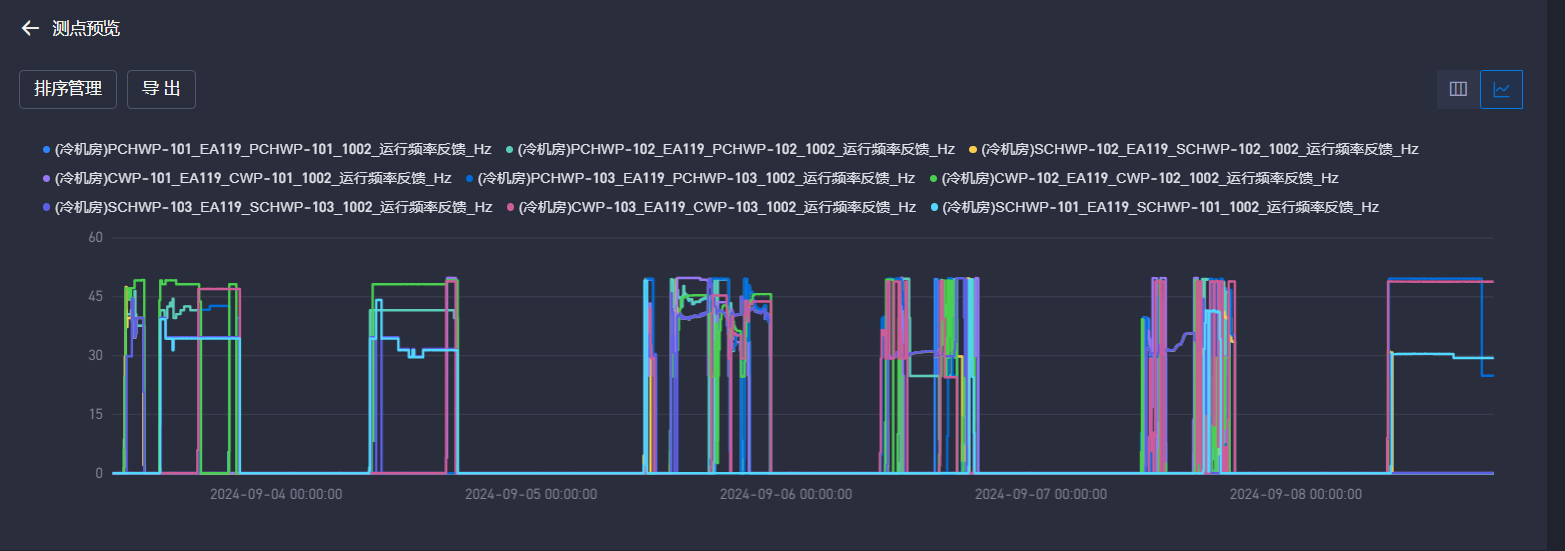 测点预览
排序管理 导 出
(冷机房)PCHWP-101_EA119_PCHWP-101_1002_运行频率反馈_Hz (冷机房)PCHWP-102_EA119_PCHWP-102_1002_运行频率反馈_Hz (冷机房)SCHWP-102_EA119_SCHWP-102_1002_运行频率反馈_Hz
(冷机房)CWP-101_EA119_CWP-101_1002_运行频率反馈_Hz (冷机房)PCHWP-103_EA119_PCHWP-103_1002_运行频率反馈_Hz (冷机房)CWP-102_EA119_CWP-102_1002_运行频率反馈_Hz
(冷机房)SCHWP-103_EA119_SCHWP-103_1002_运行频率反馈_Hz (冷机房)CWP-103_EA119_CWP-103_1002_运行频率反馈_Hz (冷机房)SCHWP-101_EA119_SCHWP-101_1002_运行频率反馈_Hz
60
45
30
15
0
2024-09-04 00:00:00 2024-09-05 00:00:00 2024-09-06 00:00:00 2024-09-07 00:00:00 2024-09-08 00:00:00